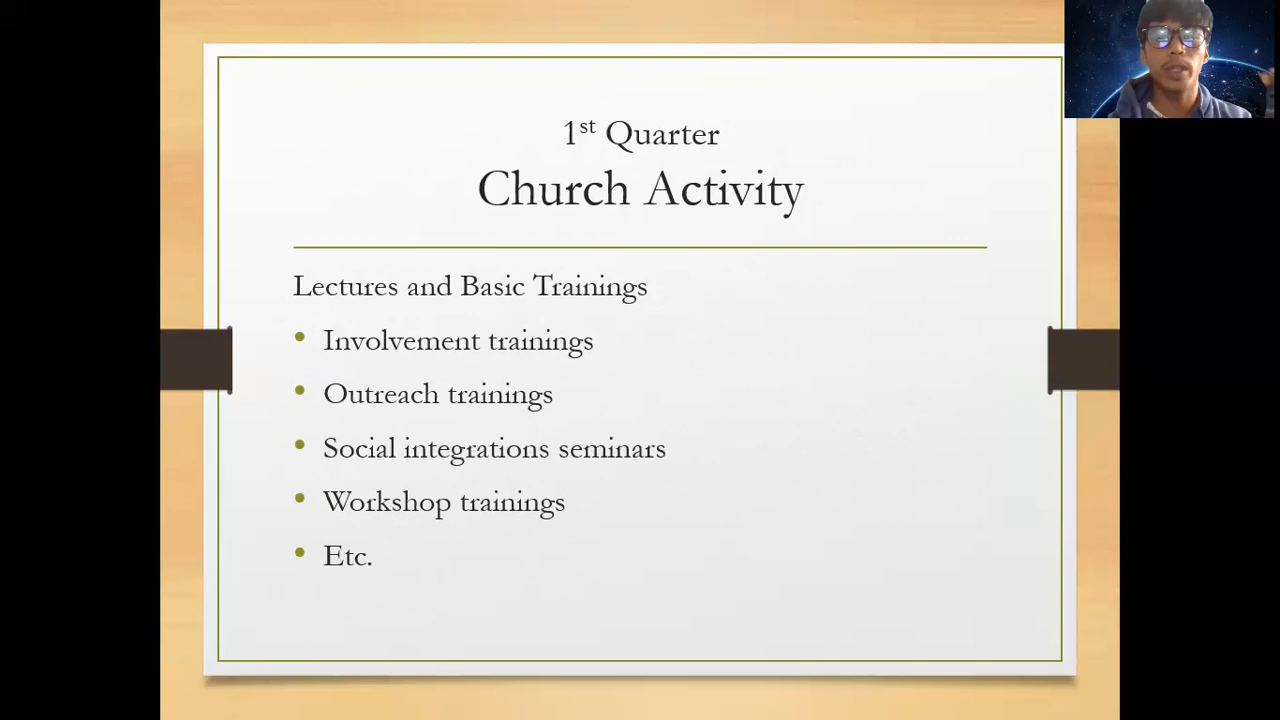 1st Quarter
Church Activity
Lectures and Basic Trainings
• Involvement trainings
• Outreach trainings
• Social integrations seminars
• Workshop trainings
• Etc.